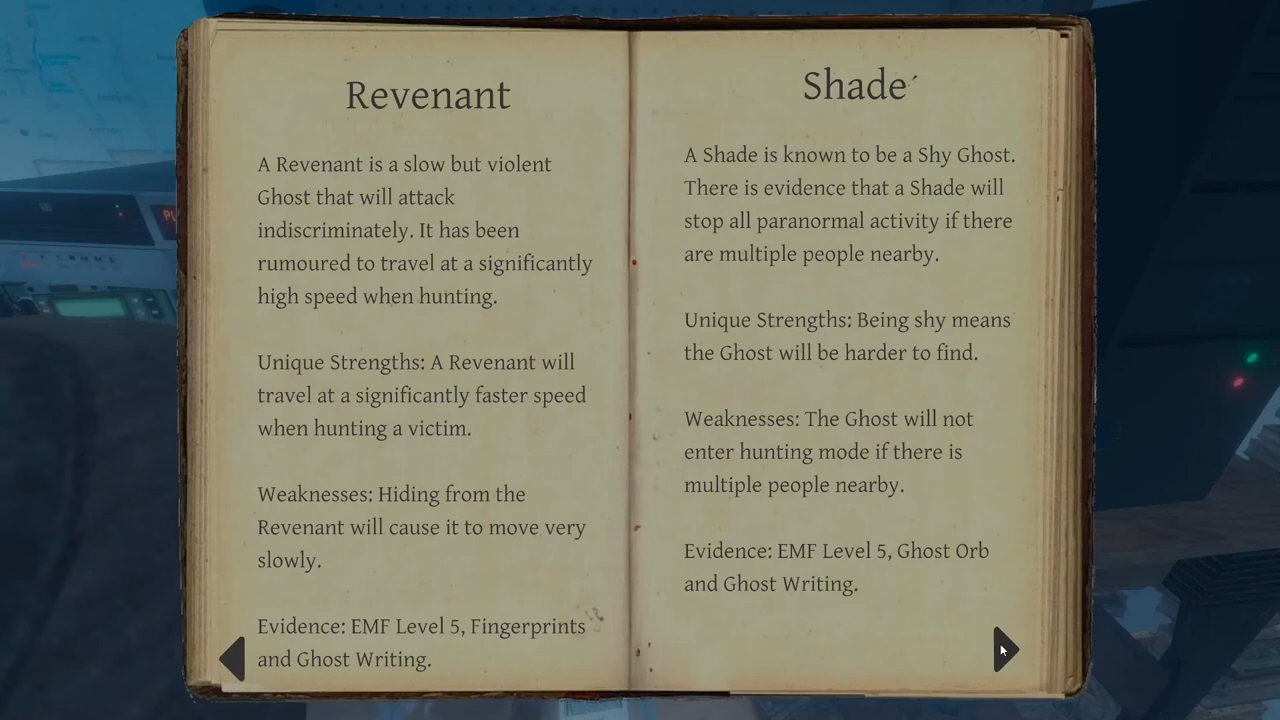 Revenant
A Revenant is a slow but violent
Ghost that will attack
indiscriminately. It has been
rumoured to travel at a significantly
high speed when hunting.
Unique Strengths: A Revenant will
travel at a significantly faster speed
when hunting a victim.
Weaknesses: Hiding from the
Revenant will cause it to move very
slowly.
Evidence: EMF Level 5, Fingerprints
and Ghost Writing.
Shade
A Shade is known to be a Shy Ghost.
There is evidence that a Shade will
stop all paranormal activity if there
are multiple people nearby.
Unique Strengths: Being shy means
the Ghost will be harder to find.
Weaknesses: The Ghost will not
enter hunting mode if there is
multiple people nearby.
Evidence: EMF Level 5, Ghost Orb
and Ghost Writing.